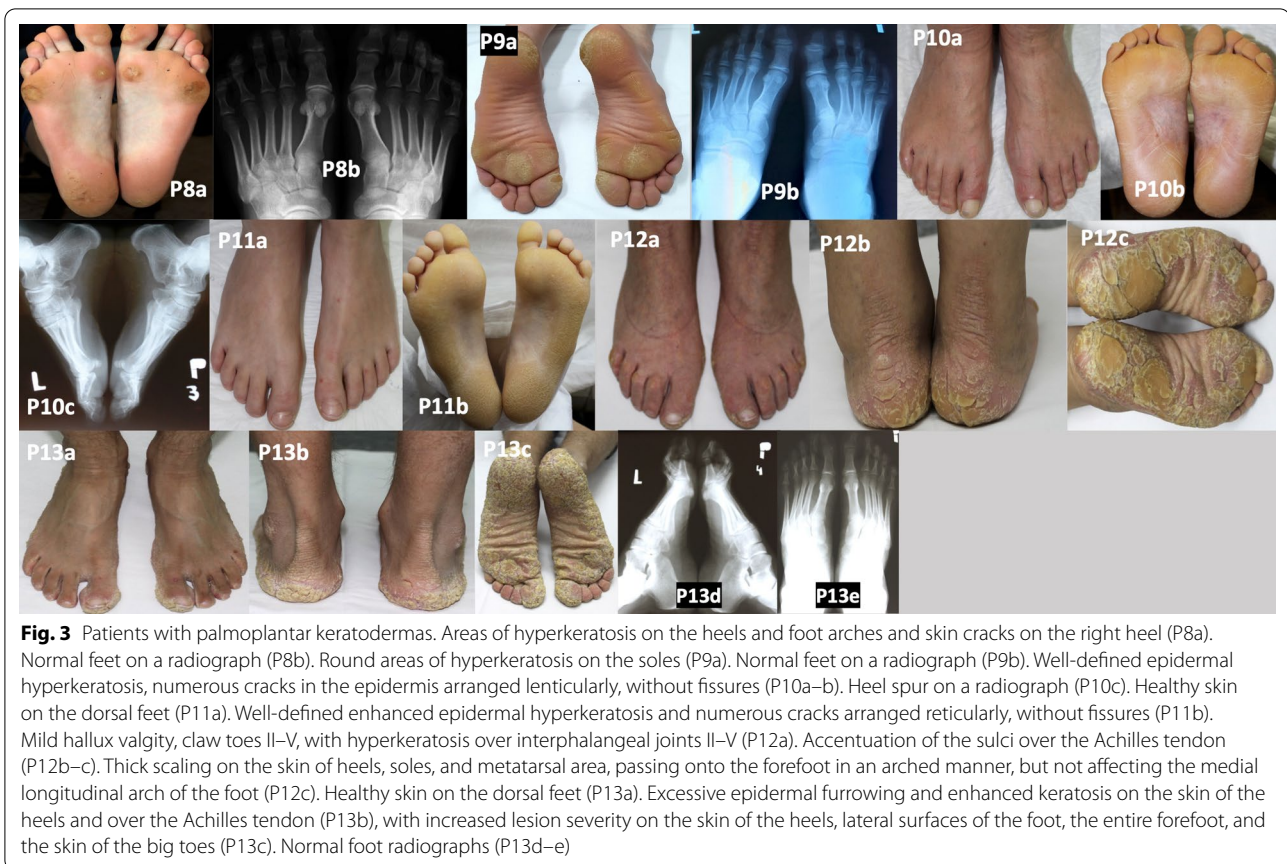 P8a
P8b
P9a
P9b
P10a
P10b
L
P
3
P10c
P11a
P11b
P12a
P12b
P12c
P13a
P13b
P13c
L
P
4
P13d
P13e
Fig. 3 Patients with palmoplantar keratodermas. Areas of hyperkeratosis on the heels and foot arches and skin cracks on the right heel (P8a).
Normal feet on a radiograph (P8b). Round areas of hyperkeratosis on the soles (P9a). Normal feet on a radiograph (P9b). Well-defined epidermal
hyperkeratosis, numerous cracks in the epidermis arranged lenticularly, without fissures (P10a–b). Heel spur on a radiograph (P10c). Healthy skin
on the dorsal feet (P11a). Well-defined enhanced epidermal hyperkeratosis and numerous cracks arranged reticularly, without fissures (P11b).
Mild hallux valgity, claw toes II–V, with hyperkeratosis over interphalangeal joints II–V (P12a). Accentuation of the sulci over the Achilles tendon
(P12b–c). Thick scaling on the skin of heels, soles, and metatarsal area, passing onto the forefoot in an arched manner, but not affecting the medial
longitudinal arch of the foot (P12c). Healthy skin on the dorsal feet (P13a). Excessive epidermal furrowing and enhanced keratosis on the skin of the
heels and over the Achilles tendon (P13b), with increased lesion severity on the skin of the heels, lateral surfaces of the foot, the entire forefoot, and
the skin of the big toes (P13c). Normal foot radiographs (P13d–e)